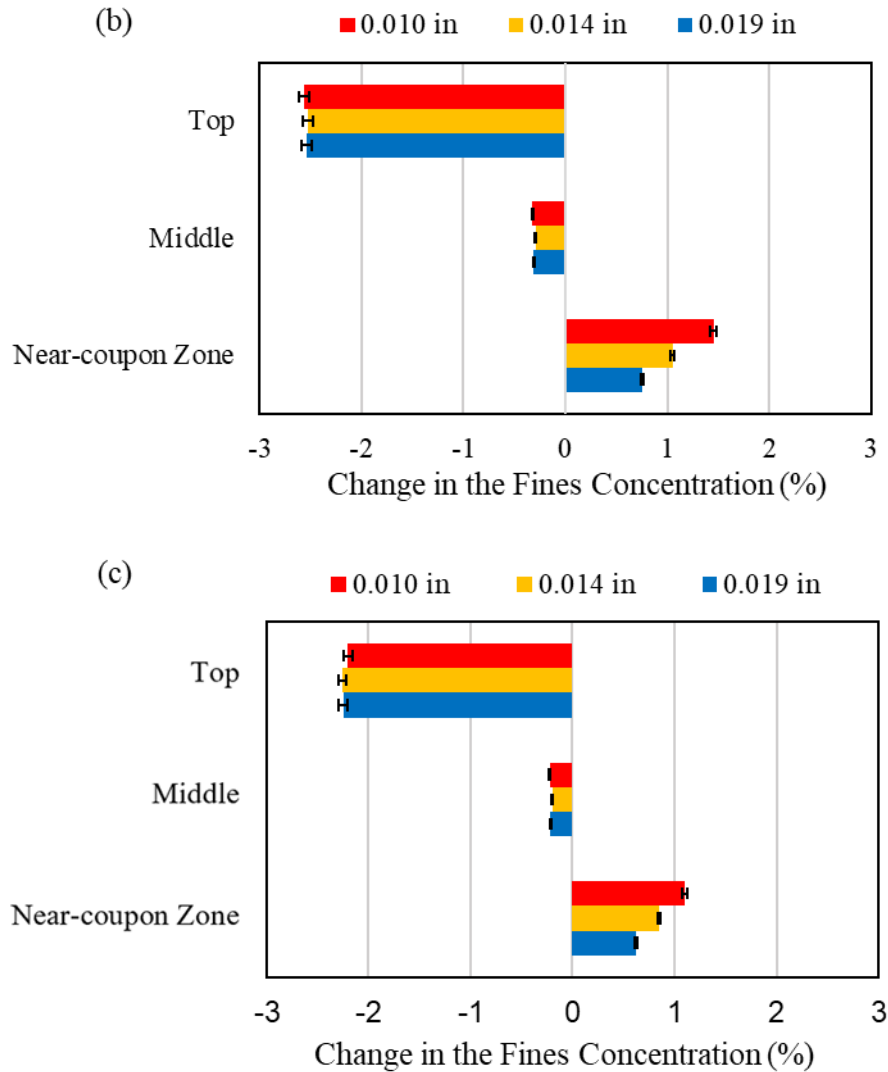 (b)
0.010 in 0.014 in 0.019 in
Top
Middle
Near-coupon Zone
-3 -2 -1 0 1 2 3
Change in the Fines Concentration (%)
(c)
0.010 in 0.014 in 0.019 in
Top
Middle
Near-coupon Zone
-3 -2 -1 0 1 2 3
Change in the Fines Concentration (%)